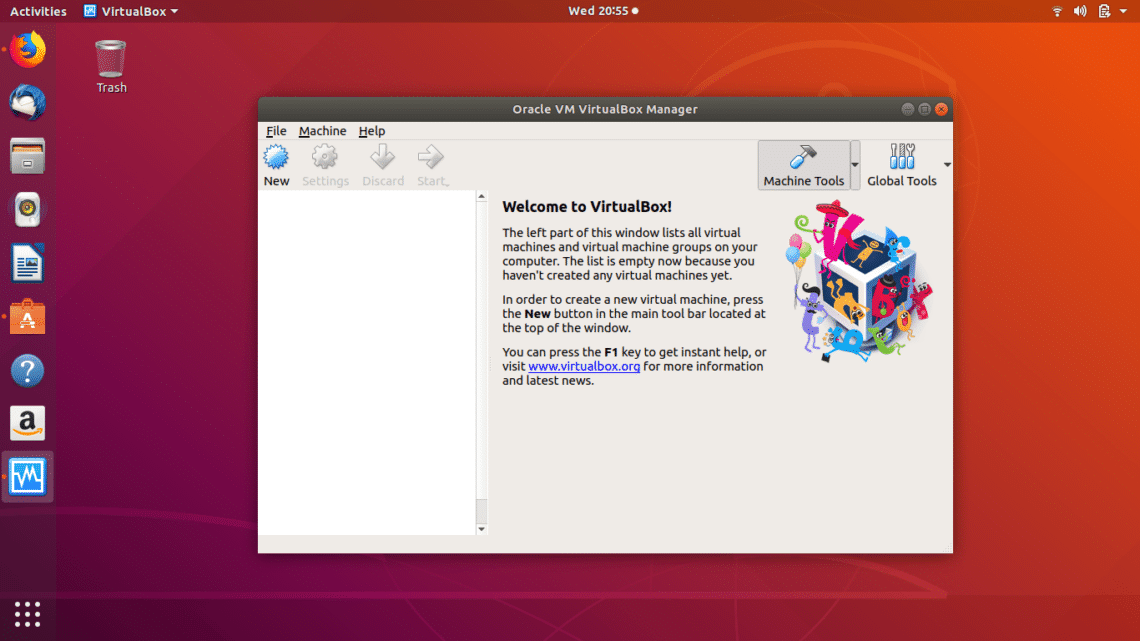 Activities VirtualBox Wed 20:55
Trash
Oracle VM VirtualBox Manager
File Machine Help
New Settings Discard Start
Machine Tools Global Tools
Welcome to VirtualBox!
The left part of this window lists all virtual
machines and virtual machine groups on your
computer. The list is empty now because you
haven't created any virtual machines yet.
In order to create a new virtual machine, press
the New button in the main tool bar located at
the top of the window.
You can press the F1 key to get instant help, or
visit www.virtualbox.org for more information
and latest news.